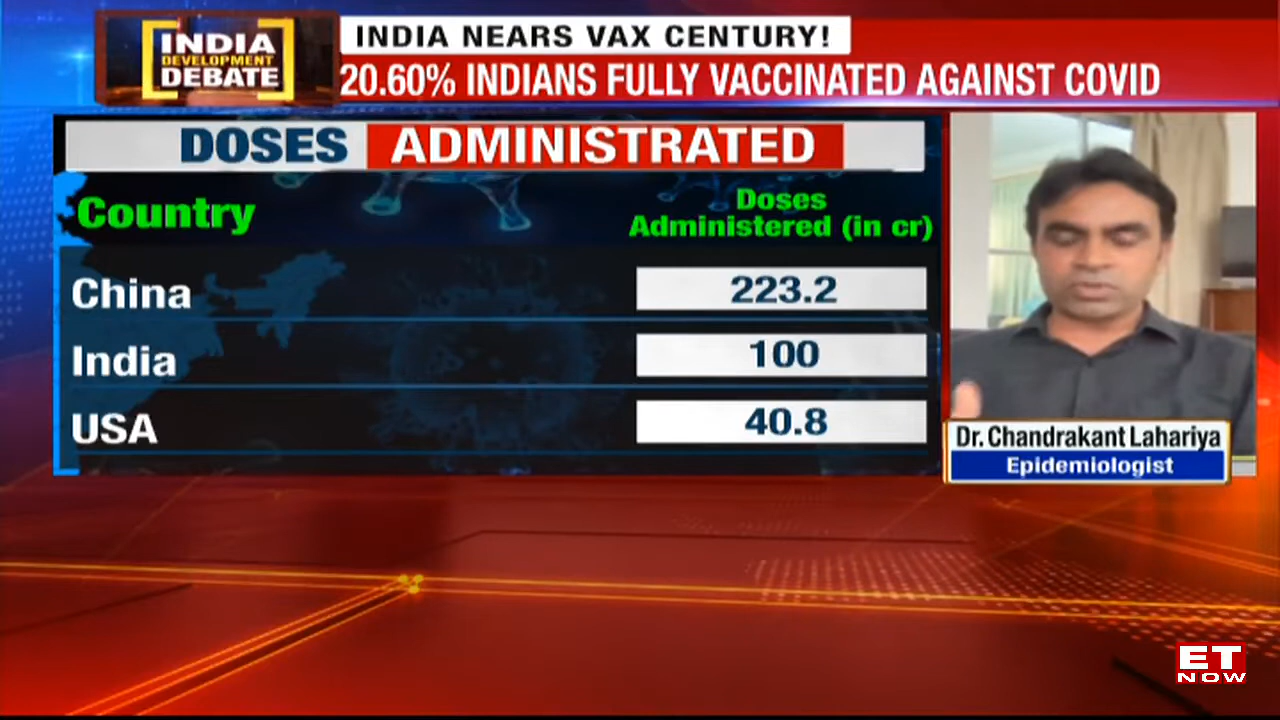 INDIA
DEVELOPMENT
DEBATE
INDIA NEARS VAX CENTURY!
20.60% INDIANS FULLY VACCINATED AGAINST COVID
DOSES ADMINISTRATED
Country
Doses
Administered (in cr)
China 223.2
India 100
USA 40.8
Dr. Chandrakant Lahariya
Epidemiologist
ET
NOW